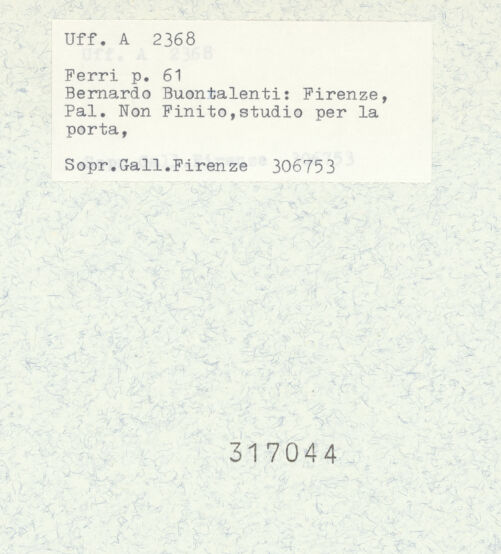 Uff. A 2368
Ferri p. 61
Bernardo Buontalenti: Firenze,
Pal. Non Finito,studio per la
porta,
Sopr.Gall.Firenze 306753
317044